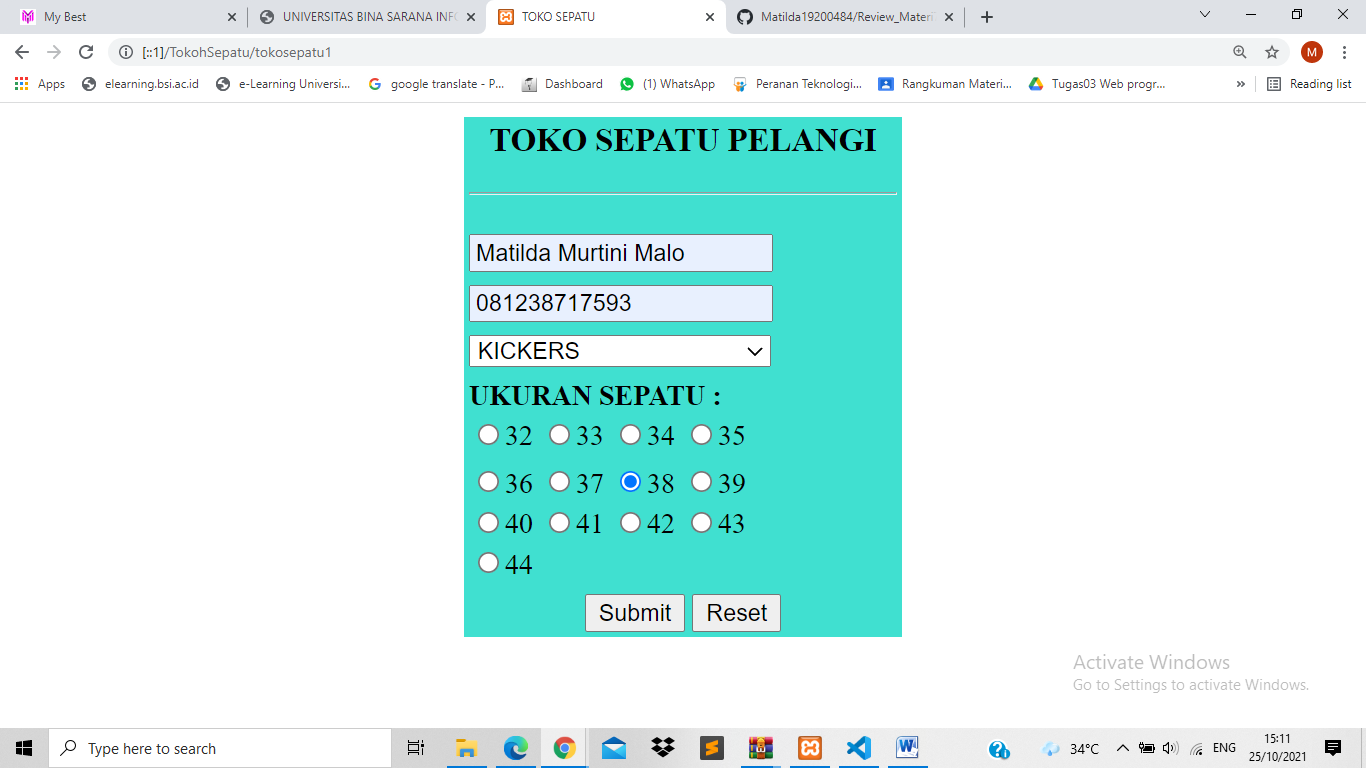 My Best
UNIVERSITAS BINA SARANA INFO
TOKO SEPATU
Matilda19200484/Review_Materi
[::1]/TokohSepatu/tokosepatu1
M
Apps
elearning.bsi.ac.id
e-Learning Universi...
google translate - P...
Dashboard
(1) WhatsApp
Peranan Teknologi...
Rangkuman Materi...
Tugas03 Web progr...
»
Reading list
TOKO SEPATU PELANGI
Matilda Murtini Malo
081238717593
KICKERS
UKURAN SEPATU :
32 33 34 35
36 37 38 39
40 41 42 43
44
Submit Reset
Activate Windows
Go to Settings to activate Windows.
Type here to search
34°C
ENG
15:11
25/10/2021